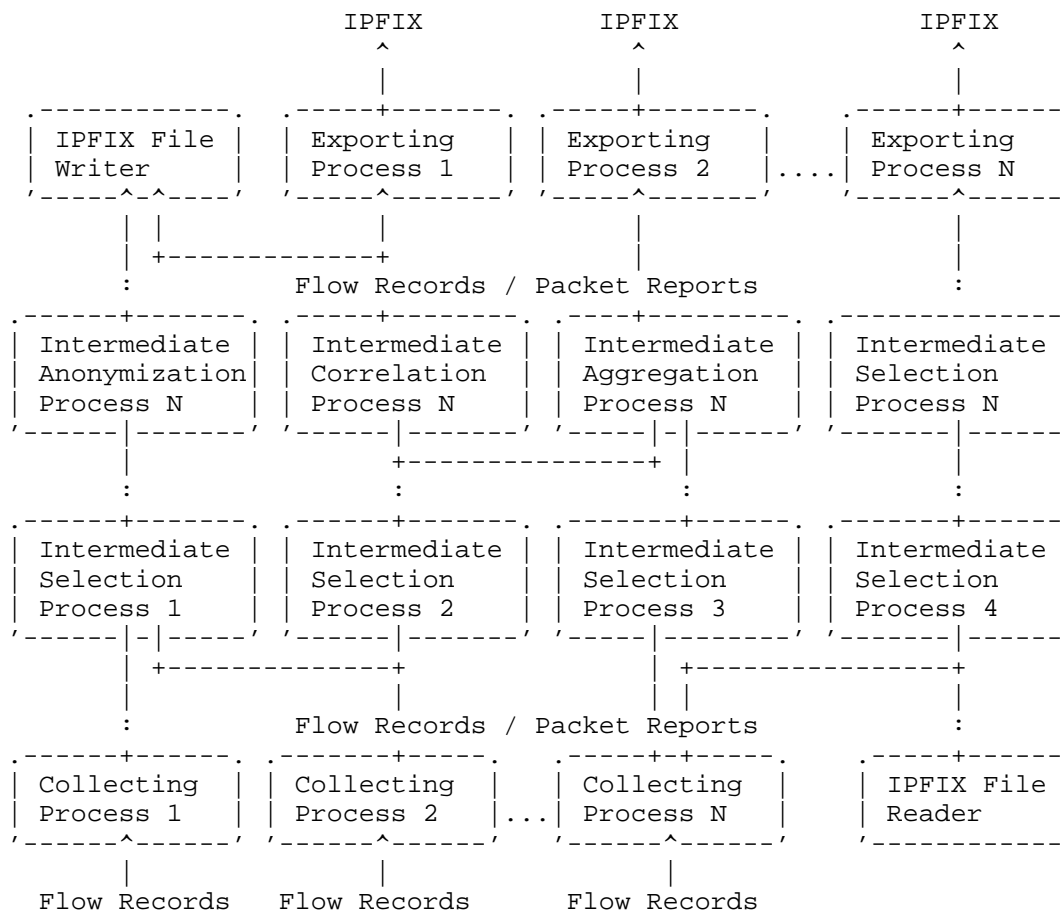 IPFIX IPFIX IPFIX
IPFIX File Exporting Exporting Exporting
Writer Process 1 Process 2 .... Process N
Flow Records / Packet Reports
Intermediate Intermediate Intermediate Intermediate
Anonymization Correlation Aggregation Selection
Process N Process N Process N Process N
Intermediate Intermediate Intermediate Intermediate
Selection Selection Selection Selection
Process 1 Process 2 Process 3 Process 4
Flow Records / Packet Reports
Collecting Collecting Collecting IPFIX File
Process 1 Process 2 ... Process N Reader
Flow Records Flow Records Flow Records